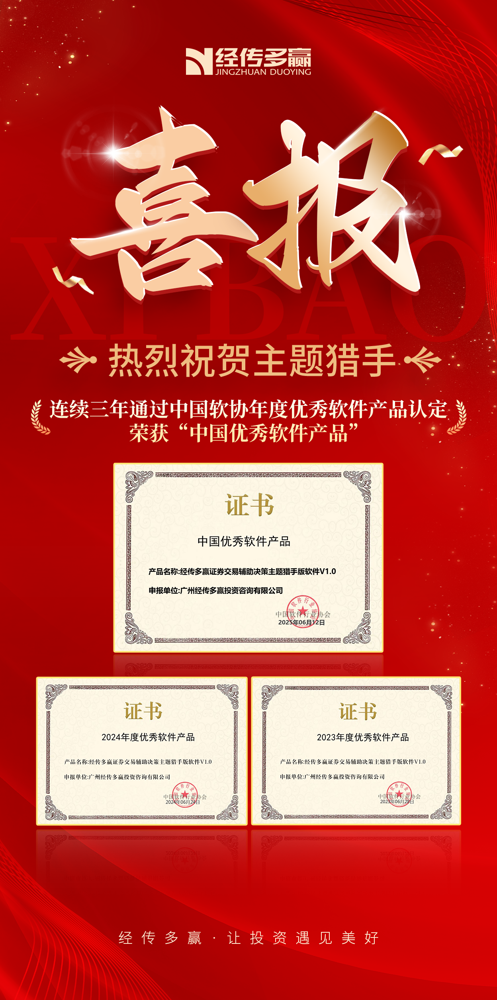 经传多赢
JINGZHUAN DUOYING
喜报
XI BAO
热烈祝贺主题猎手
连续三年通过中国软协年度优秀软件产品认定
荣获“中国优秀软件产品”
证书
中国优秀软件产品
产品名称:经传多赢证券交易辅助决策主题猎手版软件V1.0
申报单位:广州经传多赢投资咨询有限公司
中国软件行业协会
2025年06月12日
证书
2024年度优秀软件产品
产品名称:经传多赢证券交易辅助决策主题猎手版软件V1.0
申报单位:广州经传多赢投资咨询有限公司
中国软件行业协会
2024年06月24日
证书
2023年度优秀软件产品
产品名称:经传多赢证券交易辅助决策主题猎手版软件V1.0
申报单位:广州经传多赢投资咨询有限公司
中国软件行业协会
2023年06月28日
经传多赢·让投资遇见美好